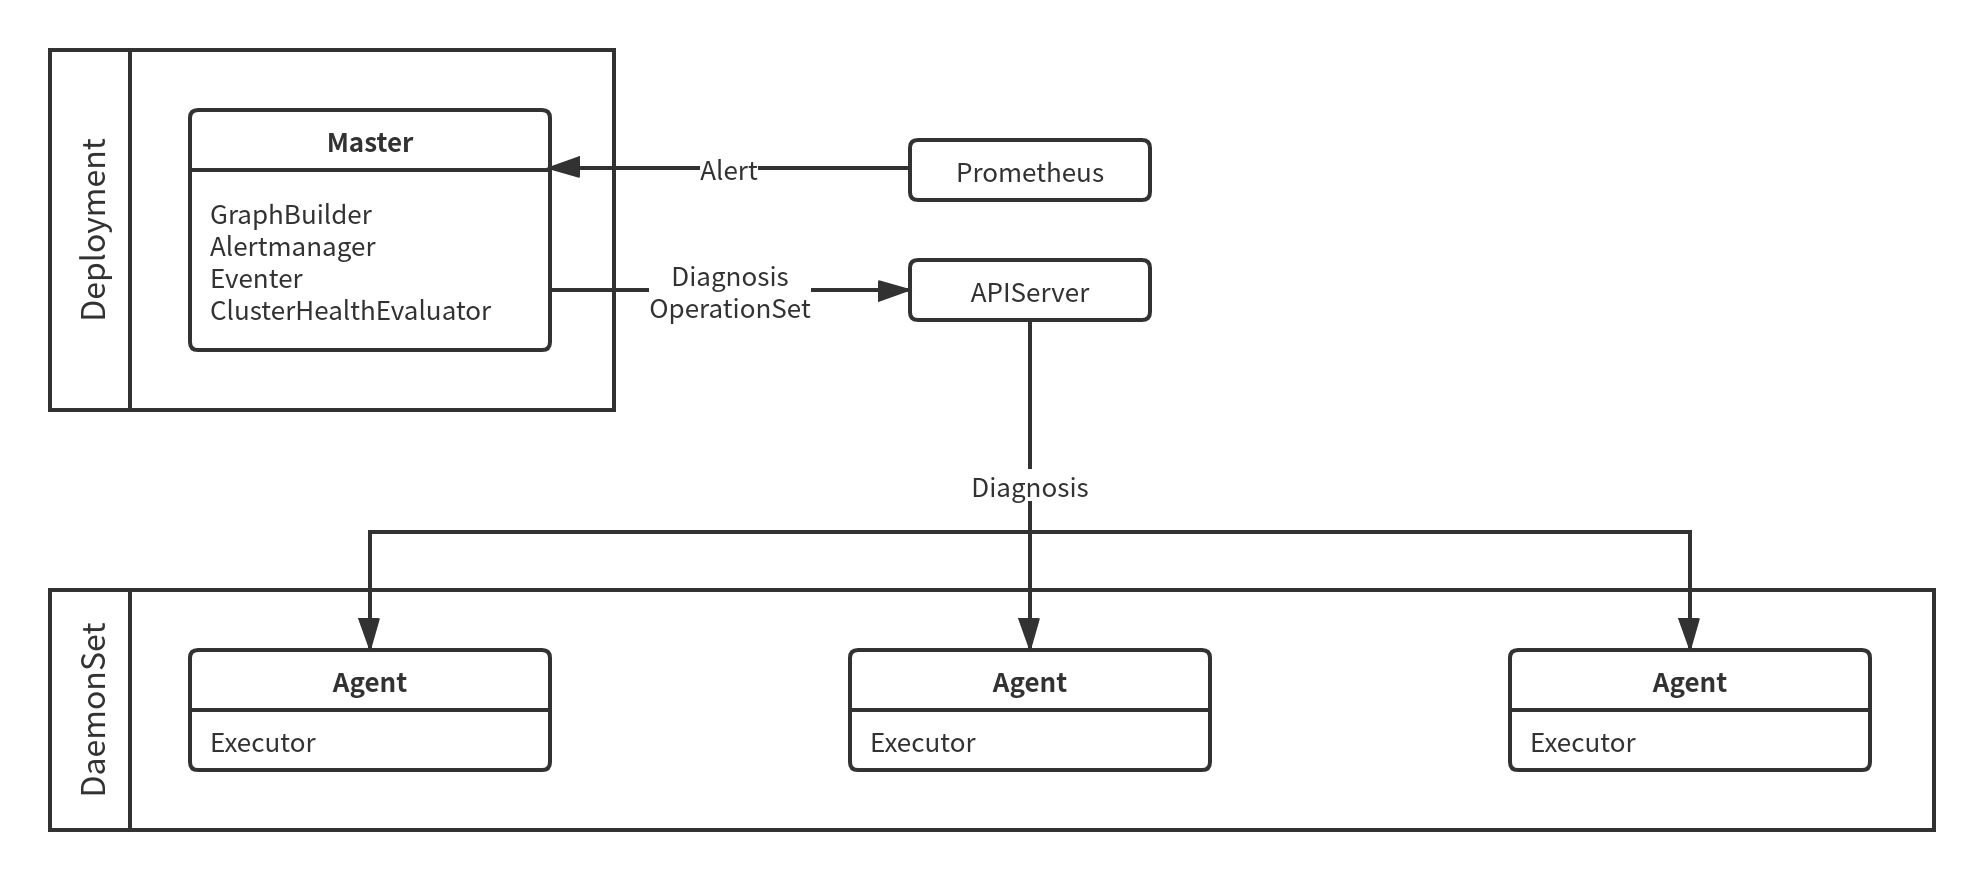 Deployment
Master
GraphBuilder
Alertmanager
Eventer
ClusterHealthEvaluator
Alert
Prometheus
Diagnosis
OperationSet
APIServer
Diagnosis
DaemonSet
Agent
Executor
Agent
Executor
Agent
Executor